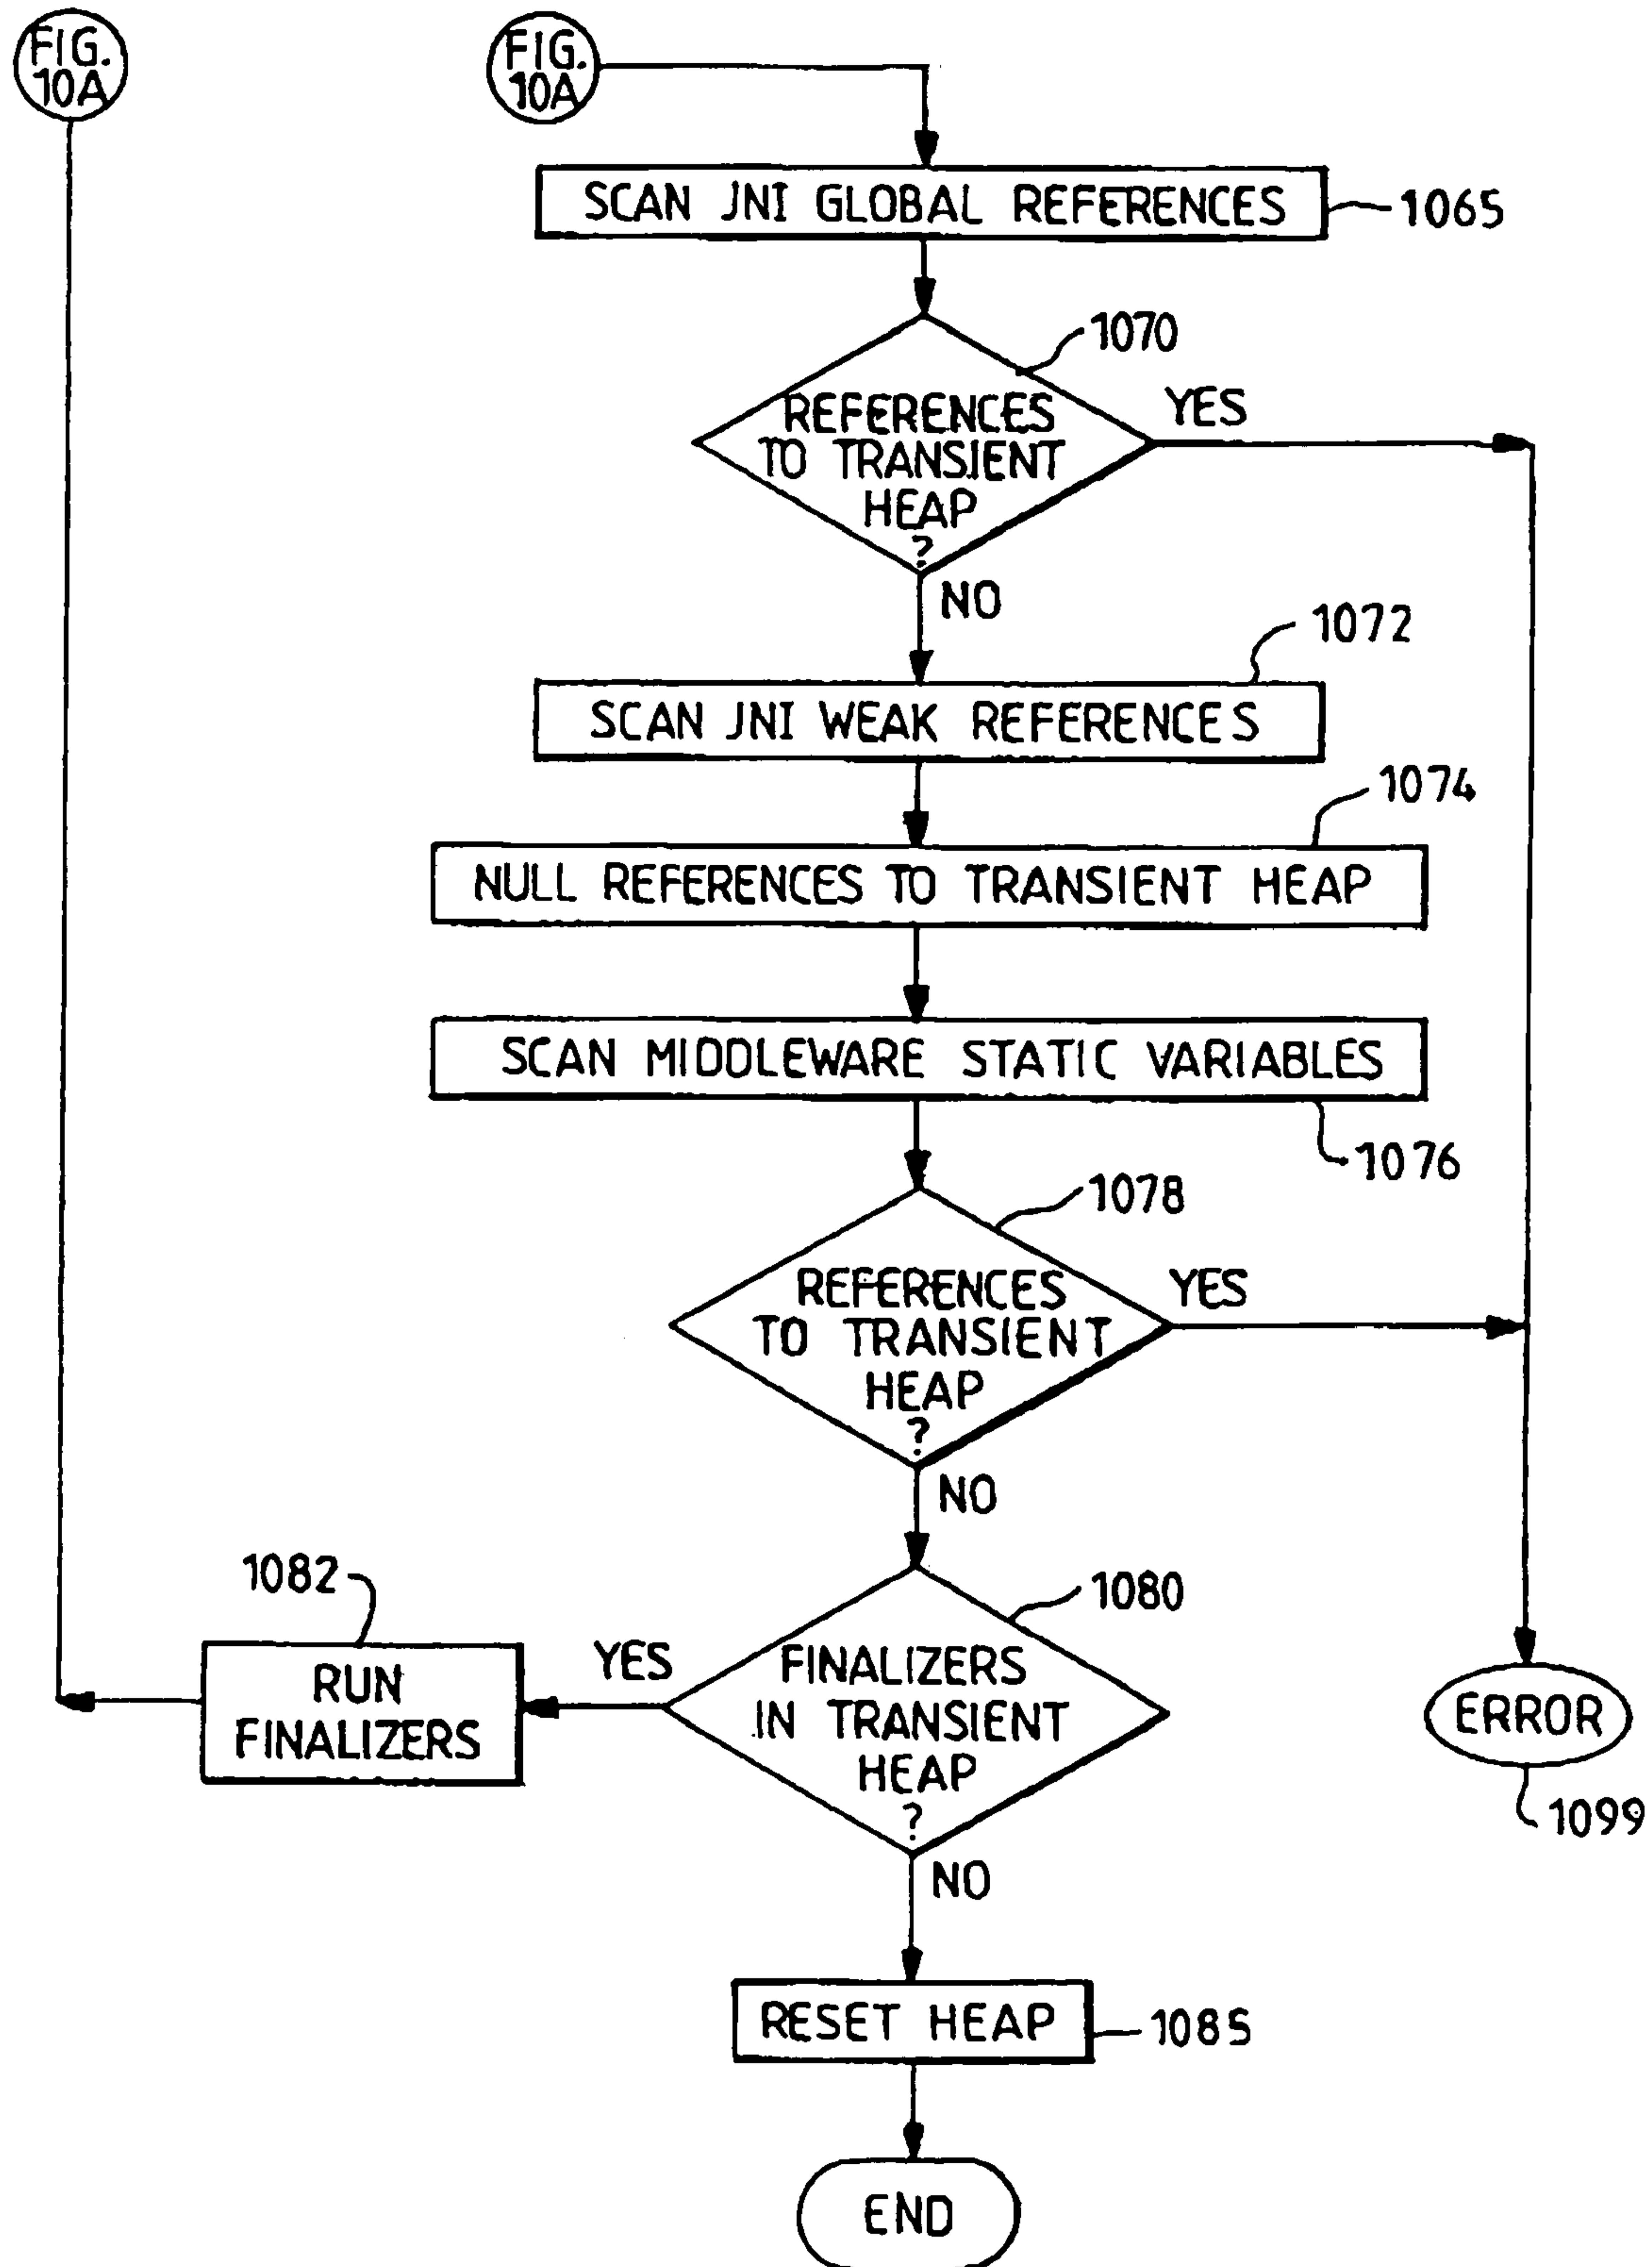 FIG.
10A
FIG.
10A
SCAN JNI GLOBAL REFERENCES
1065
1070
REFERENCES
TO TRANSIENT
HEAP
?
YES
NO
1072
SCAN JNI WEAK REFERENCES
1074
NULL REFERENCES TO TRANSIENT HEAP
SCAN MIDDLEWARE STATIC VARIABLES
1076
1078
REFERENCES
TO TRANSIENT
HEAP
?
YES
NO
1082
RUN
FINALIZERS
YES
1080
FINALIZERS
IN TRANSIENT
HEAP
?
NO
ERROR
1099
RESET HEAP
1085
END